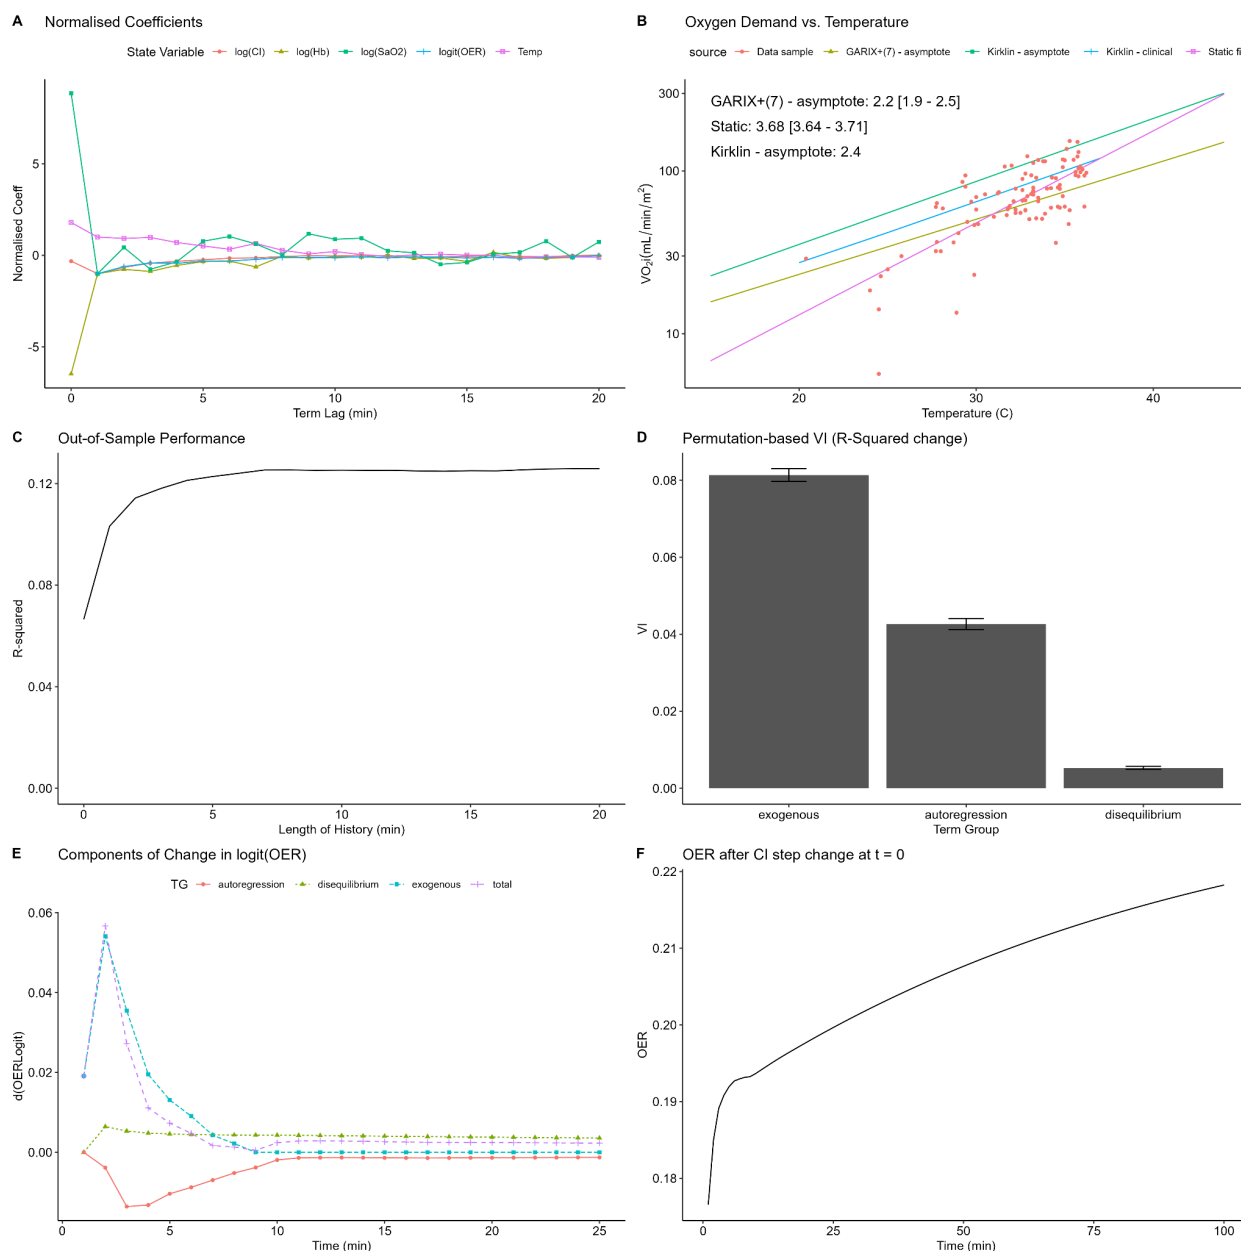 A Normalised Coefficients
State Variable log(CI) log(Hb) log(SaO2) logit(OER) Temp
5
0
-5
Normalised Coeff
0 5 10 15 20
Term Lag (min)
B Oxygen Demand vs. Temperature
source Data sample GARIX+(7) - asymptote Kirklin - asymptote Kirklin - clinical Static fi
GARIX+(7) - asymptote: 2.2 [1.9 - 2.5]
Static: 3.68 [3.64 - 3.71]
Kirklin - asymptote: 2.4
300
100
30
10
VO2i(mL/min/m²)
20 30 40
Temperature (C)
C Out-of-Sample Performance
0.12
0.08
0.04
0.00
R-squared
0 5 10 15 20
Length of History (min)
D Permutation-based VI (R-Squared change)
0.08
0.06
0.04
0.02
0.00
VI
exogenous autoregression disequilibrium
Term Group
E Components of Change in logit(OER)
TG autoregression disequilibrium exogenous total
0.06
0.04
0.02
0.00
d(OERLogit)
0 5 10 15 20 25
Time (min)
F OER after CI step change at t = 0
0.22
0.21
0.20
0.19
0.18
OER
0 25 50 75 100
Time (min)